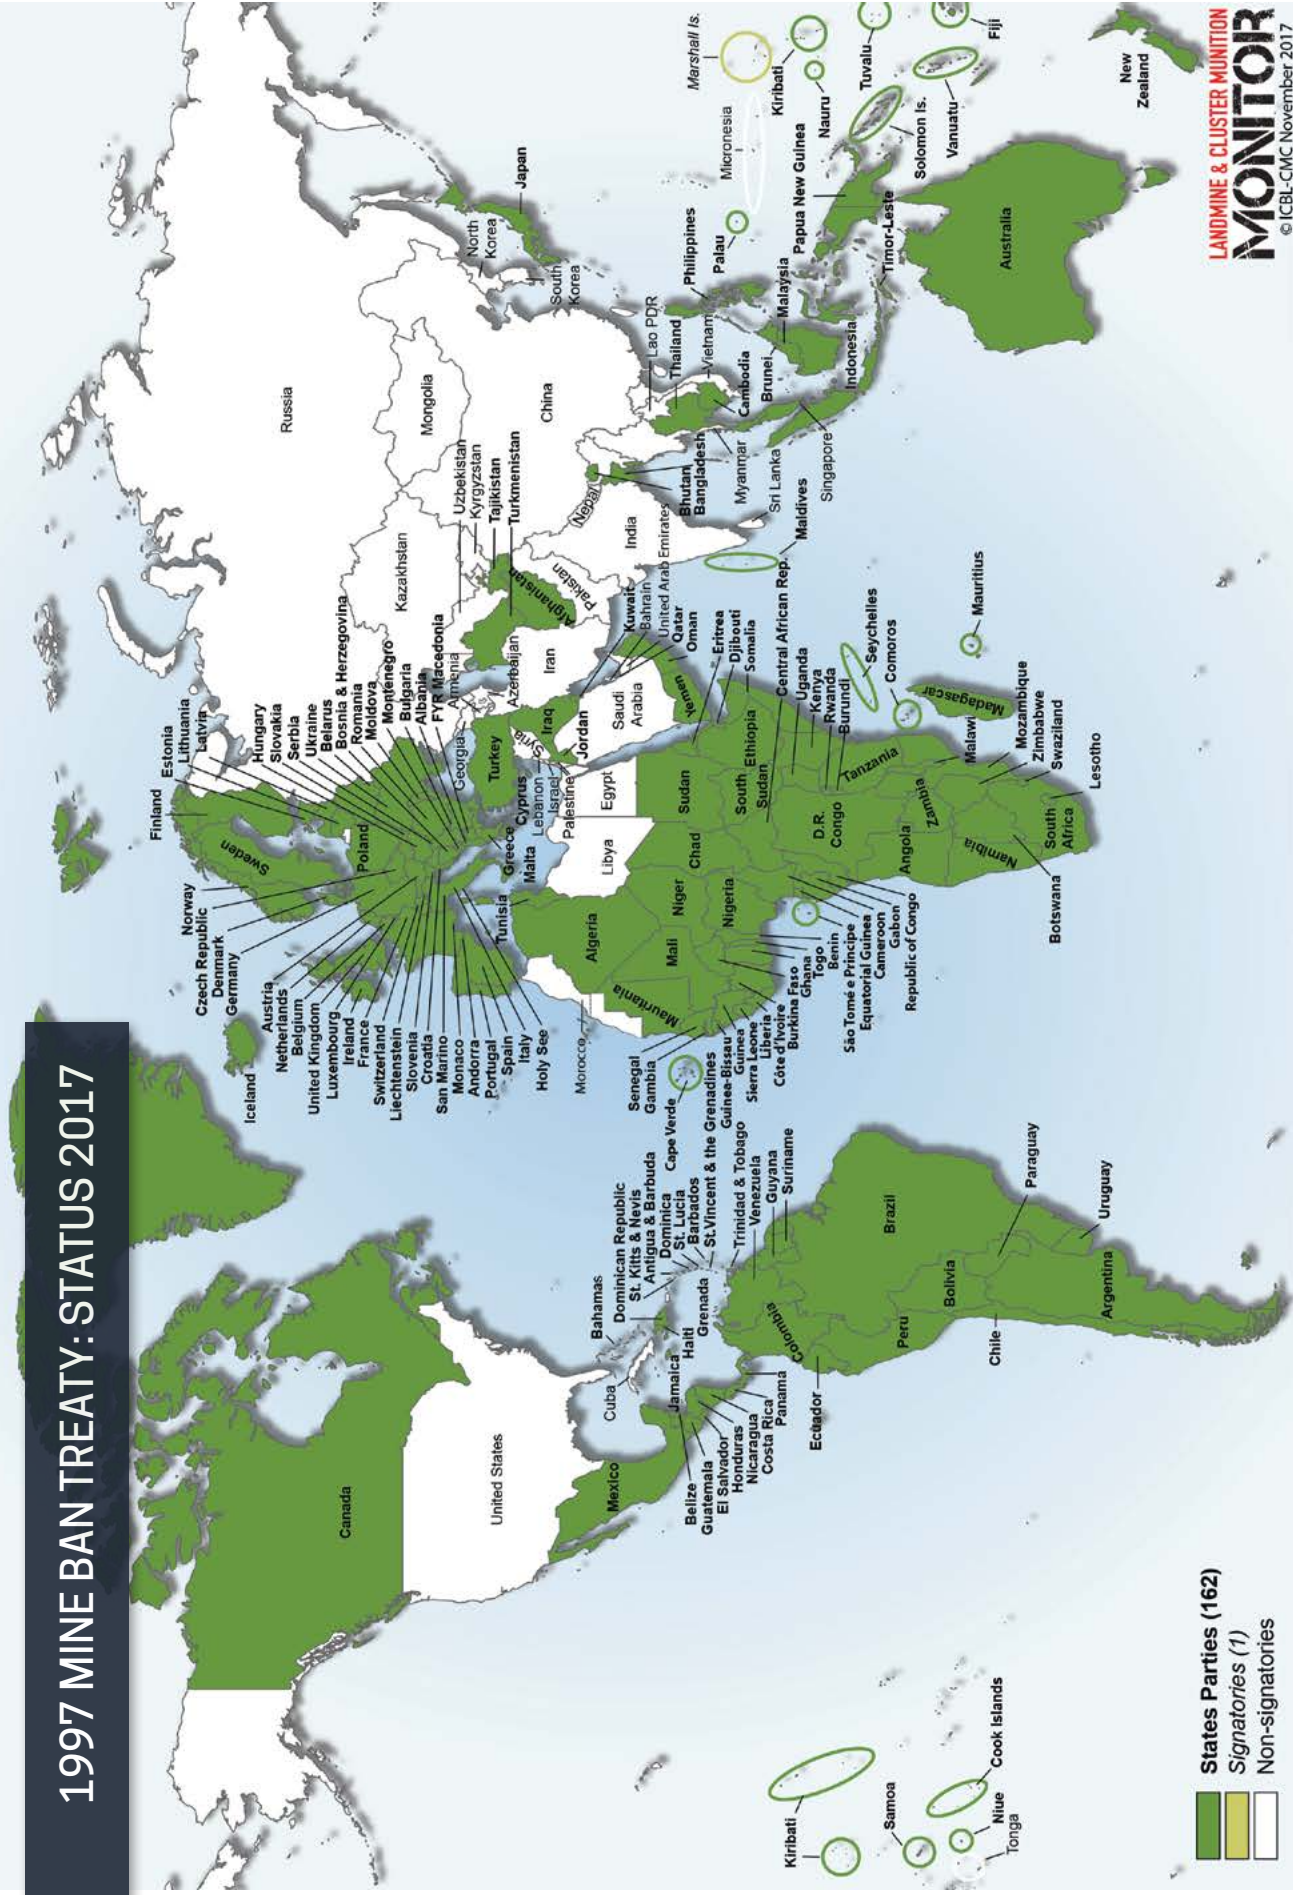 1997 MINE BAN TREATY: STATUS 2017
Canada
United States
Mexico
Cuba
Bahamas
Dominican Republic
St. Kitts & Nevis
Antigua & Barbuda
Dominica
St. Lucia
Barbados
St.Vincent & the Grenadines
Trinidad & Tobago
Venezuela
Guyana
Suriname
Jamaica
Haiti
Grenada
Belize
Guatemala
El Salvador
Honduras
Nicaragua
Costa Rica
Panama
Ecuador
Colombia
Peru
Brazil
Bolivia
Chile
Paraguay
Uruguay
Argentina
Iceland
Norway
Czech Republic
Denmark
Germany
Austria
Netherlands
Belgium
United Kingdom
Luxembourg
Ireland
France
Switzerland
Liechtenstein
Slovenia
Croatia
San Marino
Monaco
Andorra
Portugal
Spain
Italy
Holy See
Sweden
Finland
Estonia
Lithuania
Latvia
Poland
Hungary
Slovakia
Serbia
Ukraine
Belarus
Bosnia & Herzegovina
Romania
Moldova
Montenegro
Bulgaria
Albania
FYR Macedonia
Armenia
Georgia
Azerbaijan
Turkey
Greece
Malta
Cyprus
Lebanon
Israel
Palestine
Syria
Iraq
Jordan
Iran
Saudi
Arabia
Kuwait
Bahrain
United Arab Emirates
Qatar
Oman
Yemen
Russia
Kazakhstan
Mongolia
China
Uzbekistan
Kyrgyzstan
Tajikistan
Turkmenistan
Afghanistan
Pakistan
India
Nepal
Bhutan
Bangladesh
Myanmar
Sri Lanka
Maldives
North
Korea
South
Korea
Japan
Lao PDR
Thailand
Vietnam
Cambodia
Philippines
Palau
Brunei
Malaysia
Indonesia
Singapore
Timor-Leste
Papua New Guinea
Micronesia
Marshall Is.
Kiribati
Nauru
Tuvalu
Solomon Is.
Vanuatu
Fiji
Australia
New
Zealand
Morocco
Tunisia
Algeria
Libya
Egypt
Mauritania
Mali
Niger
Chad
Sudan
Nigeria
South
Sudan
Ethiopia
Eritrea
Djibouti
Somalia
Central African Rep.
Uganda
Kenya
Rwanda
Burundi
Seychelles
Comoros
Mauritius
Madagascar
Tanzania
Malawi
Mozambique
Zimbabwe
Swaziland
Lesotho
South
Africa
Botswana
Namibia
Zambia
Angola
D.R.
Congo
Senegal
Gambia
Cape Verde
Guinea-Bissau
Guinea
Sierra Leone
Liberia
Côte d'Ivoire
Burkina Faso
Ghana
Togo
Benin
São Tomé e Príncipe
Equatorial Guinea
Cameroon
Gabon
Republic of Congo
Kiribati
Samoa
Cook Islands
Niue
Tonga
States Parties (162)
Signatories (1)
Non-signatories
LANDMINE & CLUSTER MUNITION
MONITOR
© ICBL-CMC November 2017